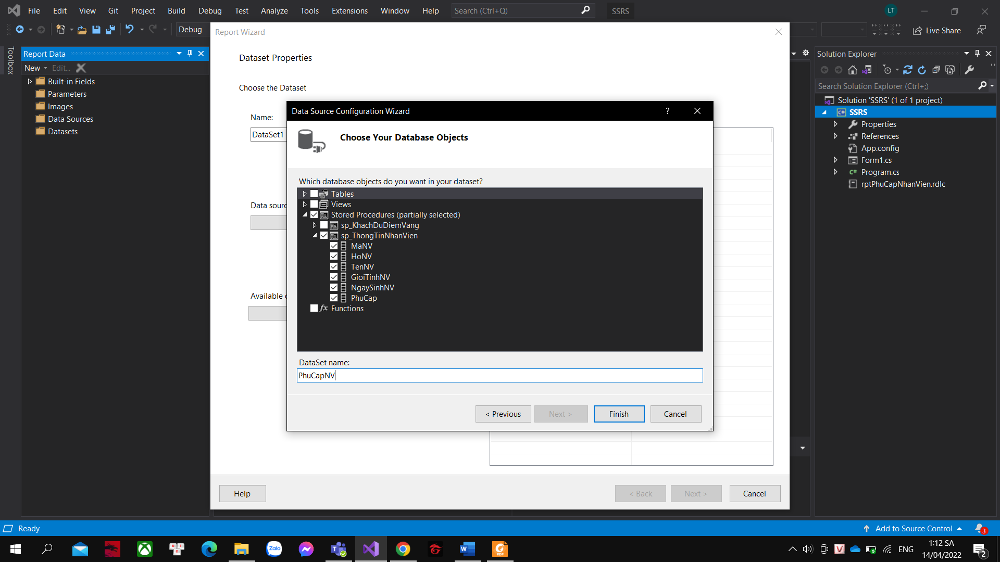 File Edit View Git Project Build Debug Test Analyze Tools Extensions Window Help Search (Ctrl+Q) SSRS LT
Debug Live Share
Toolbox
Report Data
New Edit...
Built-in Fields
Parameters
Images
Data Sources
Datasets
Report Wizard
Dataset Properties
Choose the Dataset
Name:
DataSet1
Data sourc
Available
Data Source Configuration Wizard ?
Choose Your Database Objects
Which database objects do you want in your dataset?
Tables
Views
Stored Procedures (partially selected)
sp_KhachDuDiemVang
sp_ThongTinNhanVien
MaNV
HoNV
TenNV
GioiTinhNV
NgaySinhNV
PhuCap
fx Functions
DataSet name:
PhuCapNV
< Previous Next > Finish Cancel
Help < Back Next > Cancel
Solution Explorer
Search Solution Explorer (Ctrl+;)
Solution 'SSRS' (1 of 1 project)
C# SSRS
Properties
References
App.config
Form1.cs
C# Program.cs
rptPhuCapNhanVien.rdlc
Ready Add to Source Control 3
Zalo PDF ENG 1:12 SA
14/04/2022 2